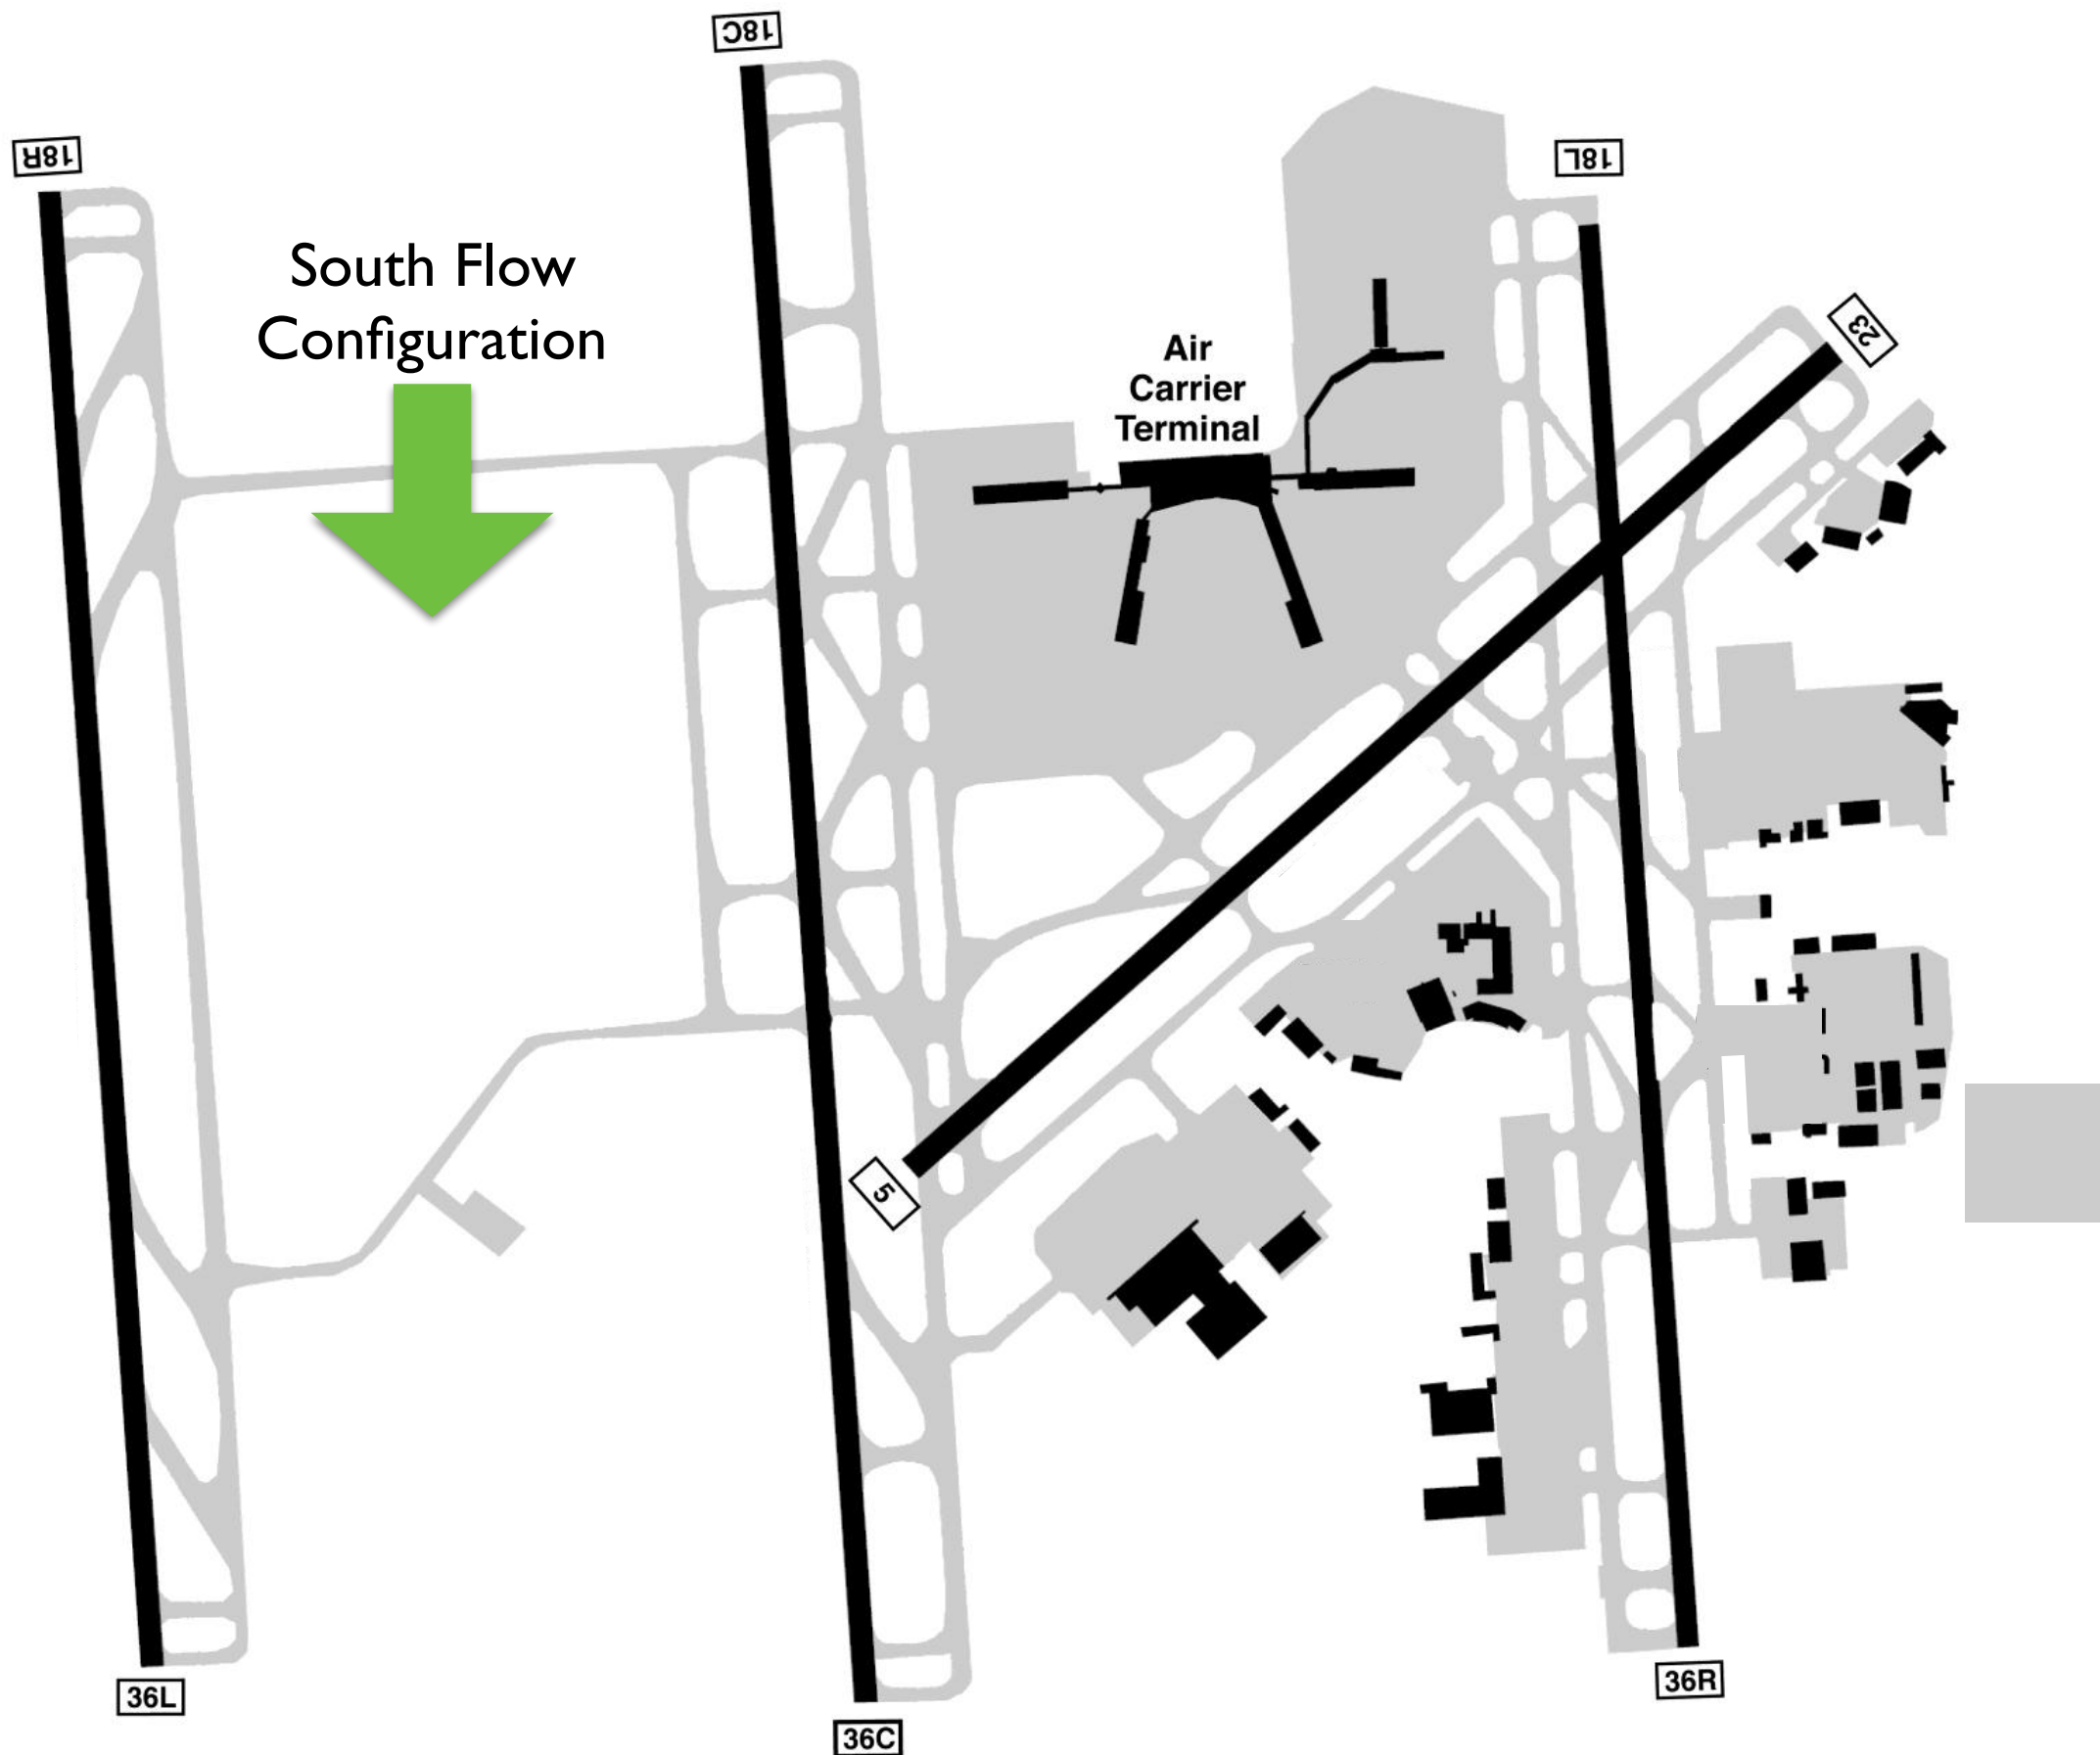 18C
18R
18L
South Flow
Configuration
23
Air
Carrier
Terminal
5
36L
36R
36C